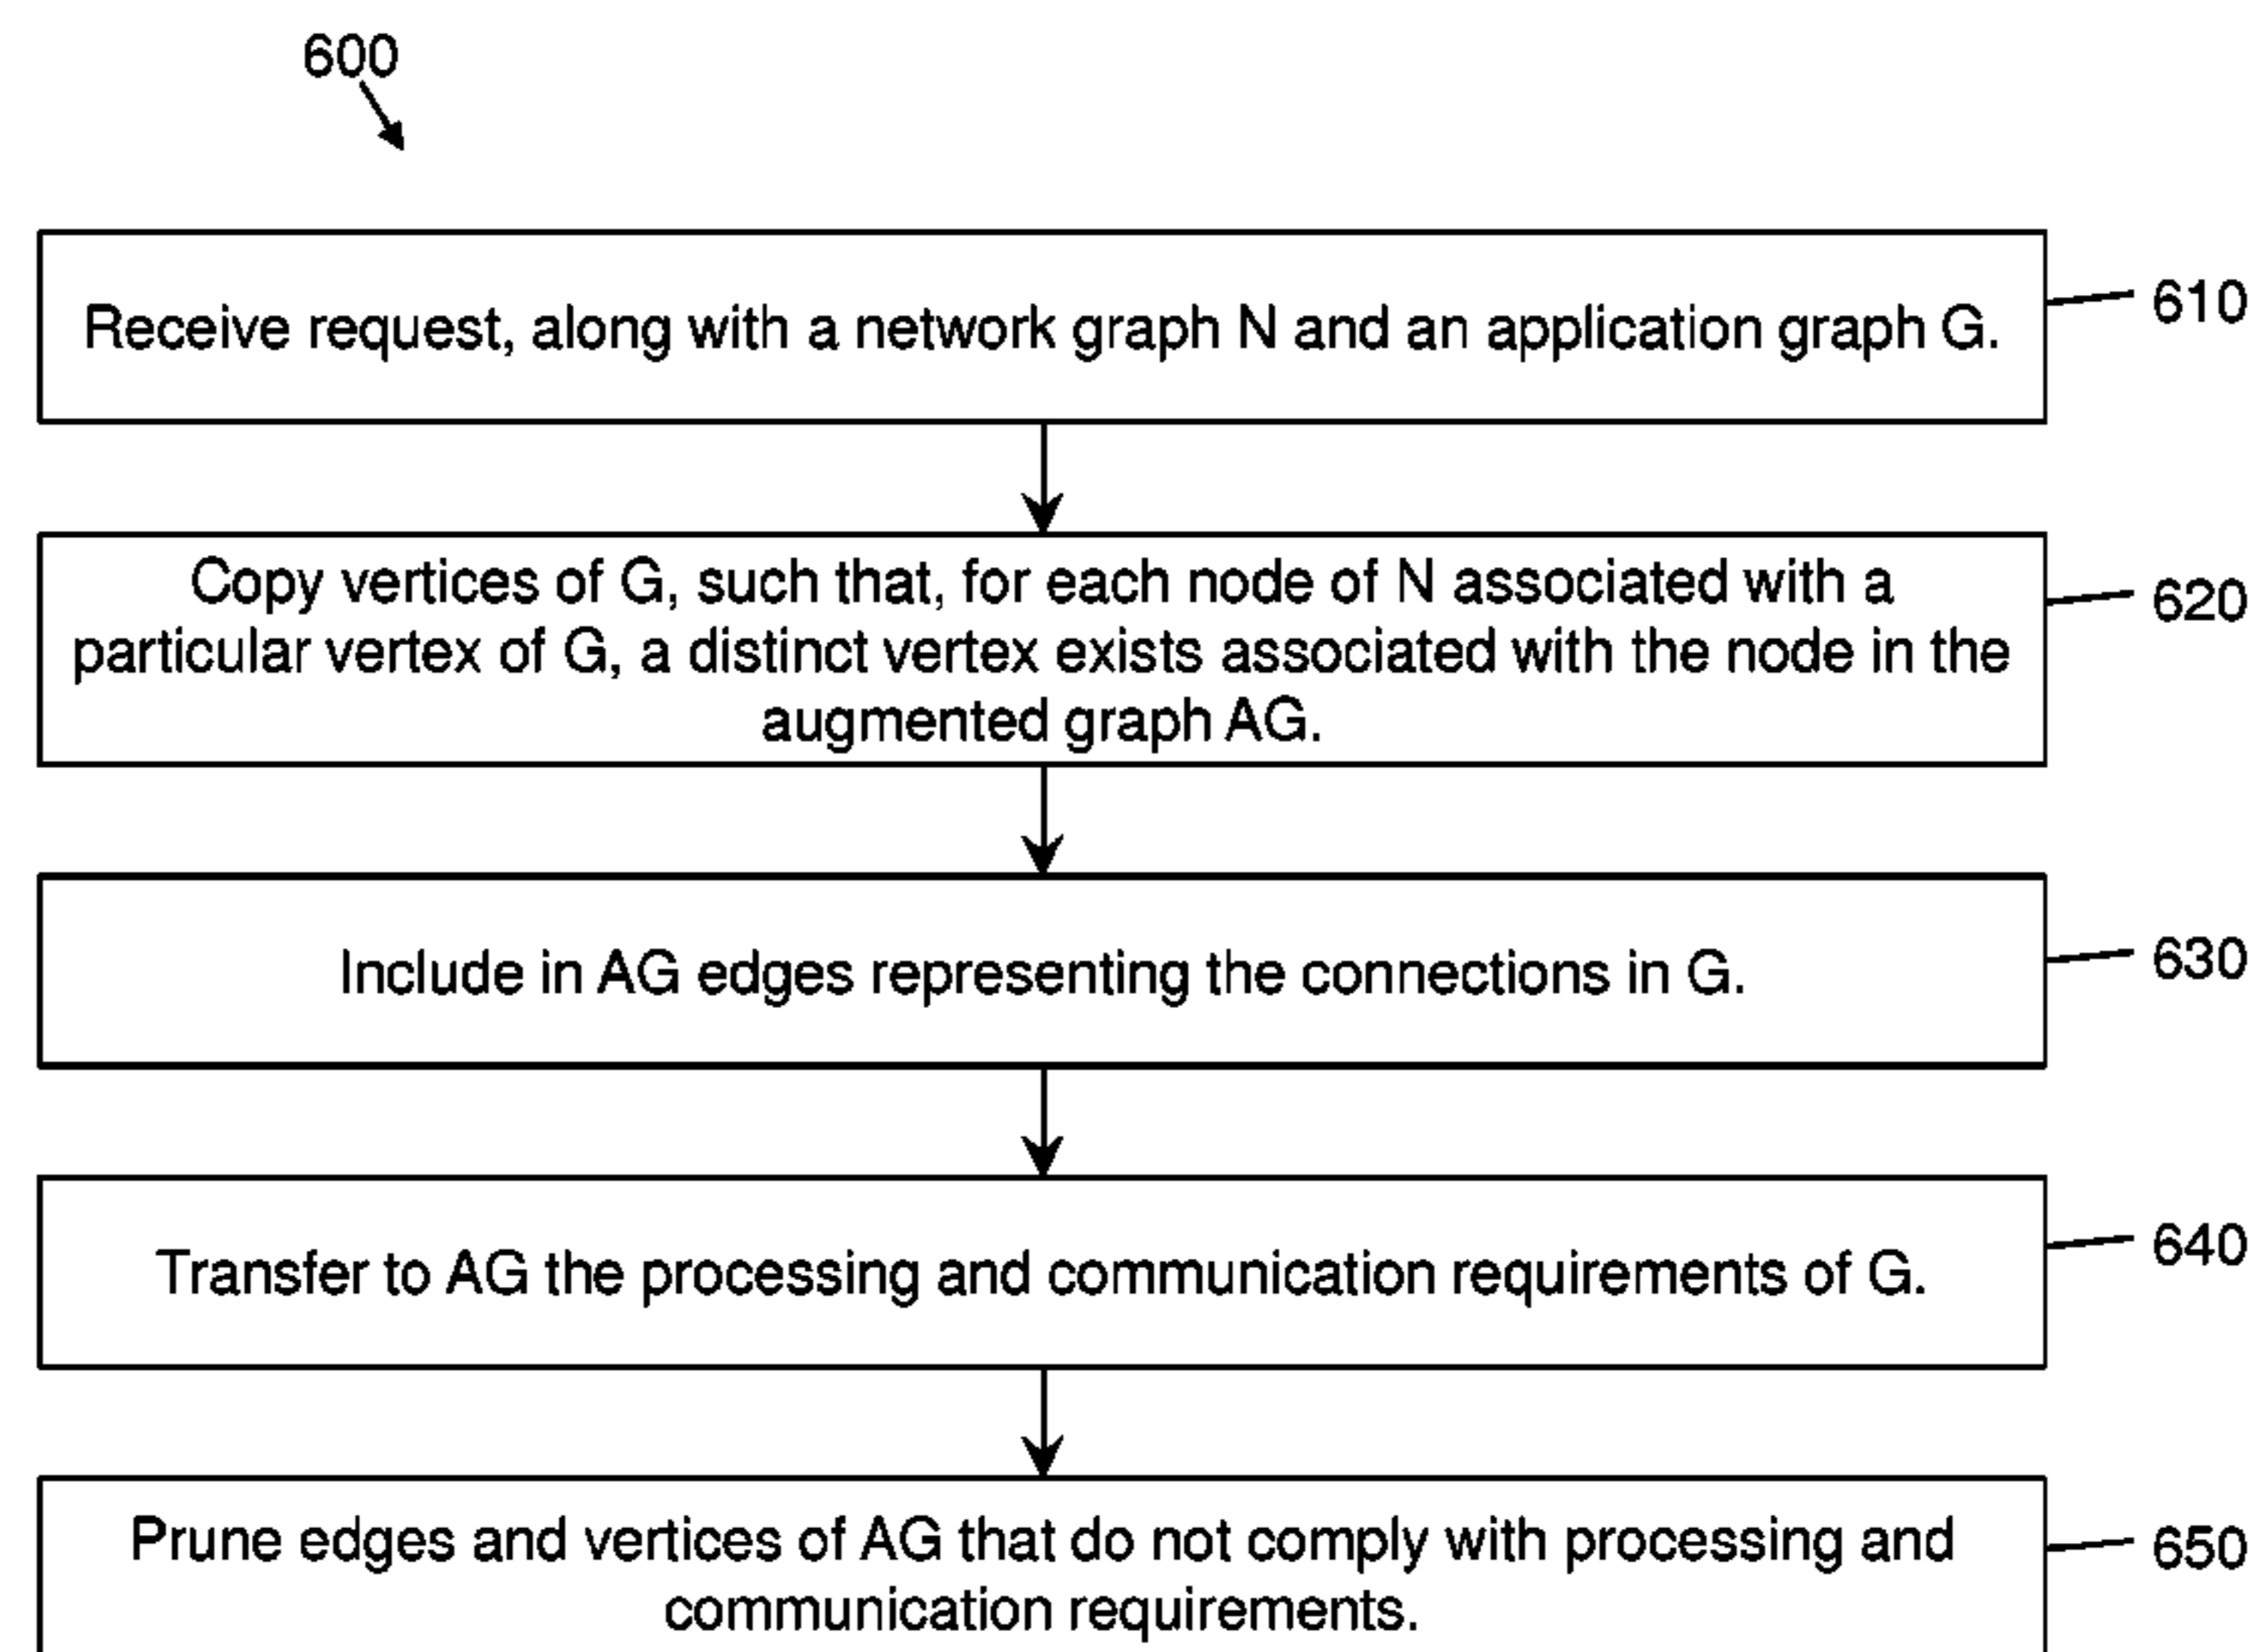 600
Receive request, along with a network graph N and an application graph G.
610
Copy vertices of G, such that, for each node of N associated with a
particular vertex of G, a distinct vertex exists associated with the node in the
augmented graph AG.
620
Include in AG edges representing the connections in G.
630
Transfer to AG the processing and communication requirements of G.
640
Prune edges and vertices of AG that do not comply with processing and
communication requirements.
650